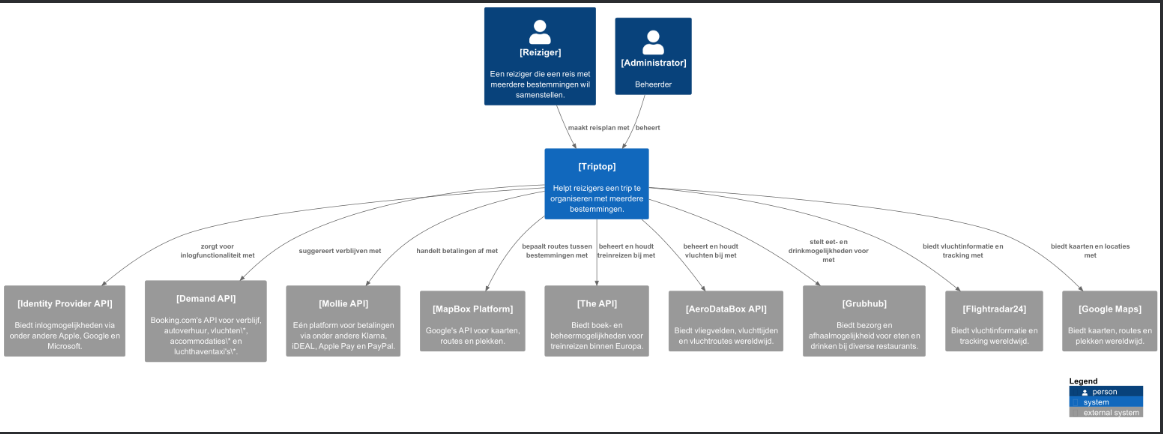 [Reiziger]
Een reiziger die een reis met
meerdere bestemmingen wil
samenstellen.
[Administrator]
Beheerder
maakt reisplan met
beheert
[Triptop]
Helpt reizigers een trip te
organiseren met meerdere
bestemmingen.
zorgt voor
inlogfunctionaliteit met
suggereert verblijven met
handelt betalingen af met
bepaalt routes tussen
bestemmingen met
beheert en houdt
treinreizen bij met
beheert en houdt
vluchten bij met
stelt eet- en
drinkmogelijkheden voor
met
biedt vluchtinformatie en
tracking met
biedt kaarten en locaties
met
[Identity Provider API]
Biedt inlogmogelijkheden via
onder andere Apple, Google en
Microsoft.
[Demand API]
Booking.com's API voor verblijf,
autoverhuur, vluchten\",
accommodaties\" en
luchthaventaxi's\".
[Mollie API]
Eén platform voor betalingen
via onder andere Klarna,
iDEAL, Apple Pay en PayPal.
[MapBox Platform]
Google's API voor kaarten,
routes en plekken.
[The API]
Biedt boek- en
beheermogelijkheden voor
treinreizen binnen Europa.
[AeroDataBox API]
Biedt vliegvelden, vluchttijden
en vluchtroutes wereldwijd.
[Grubhub]
Biedt bezorg en
afhaalmogelijkheid voor eten en
drinken bij diverse restaurants.
[Flightradar24]
Biedt vluchtinformatie en
tracking wereldwijd.
[Google Maps]
Biedt kaarten, routes en
plekken wereldwijd.
Legend
person
system
external system